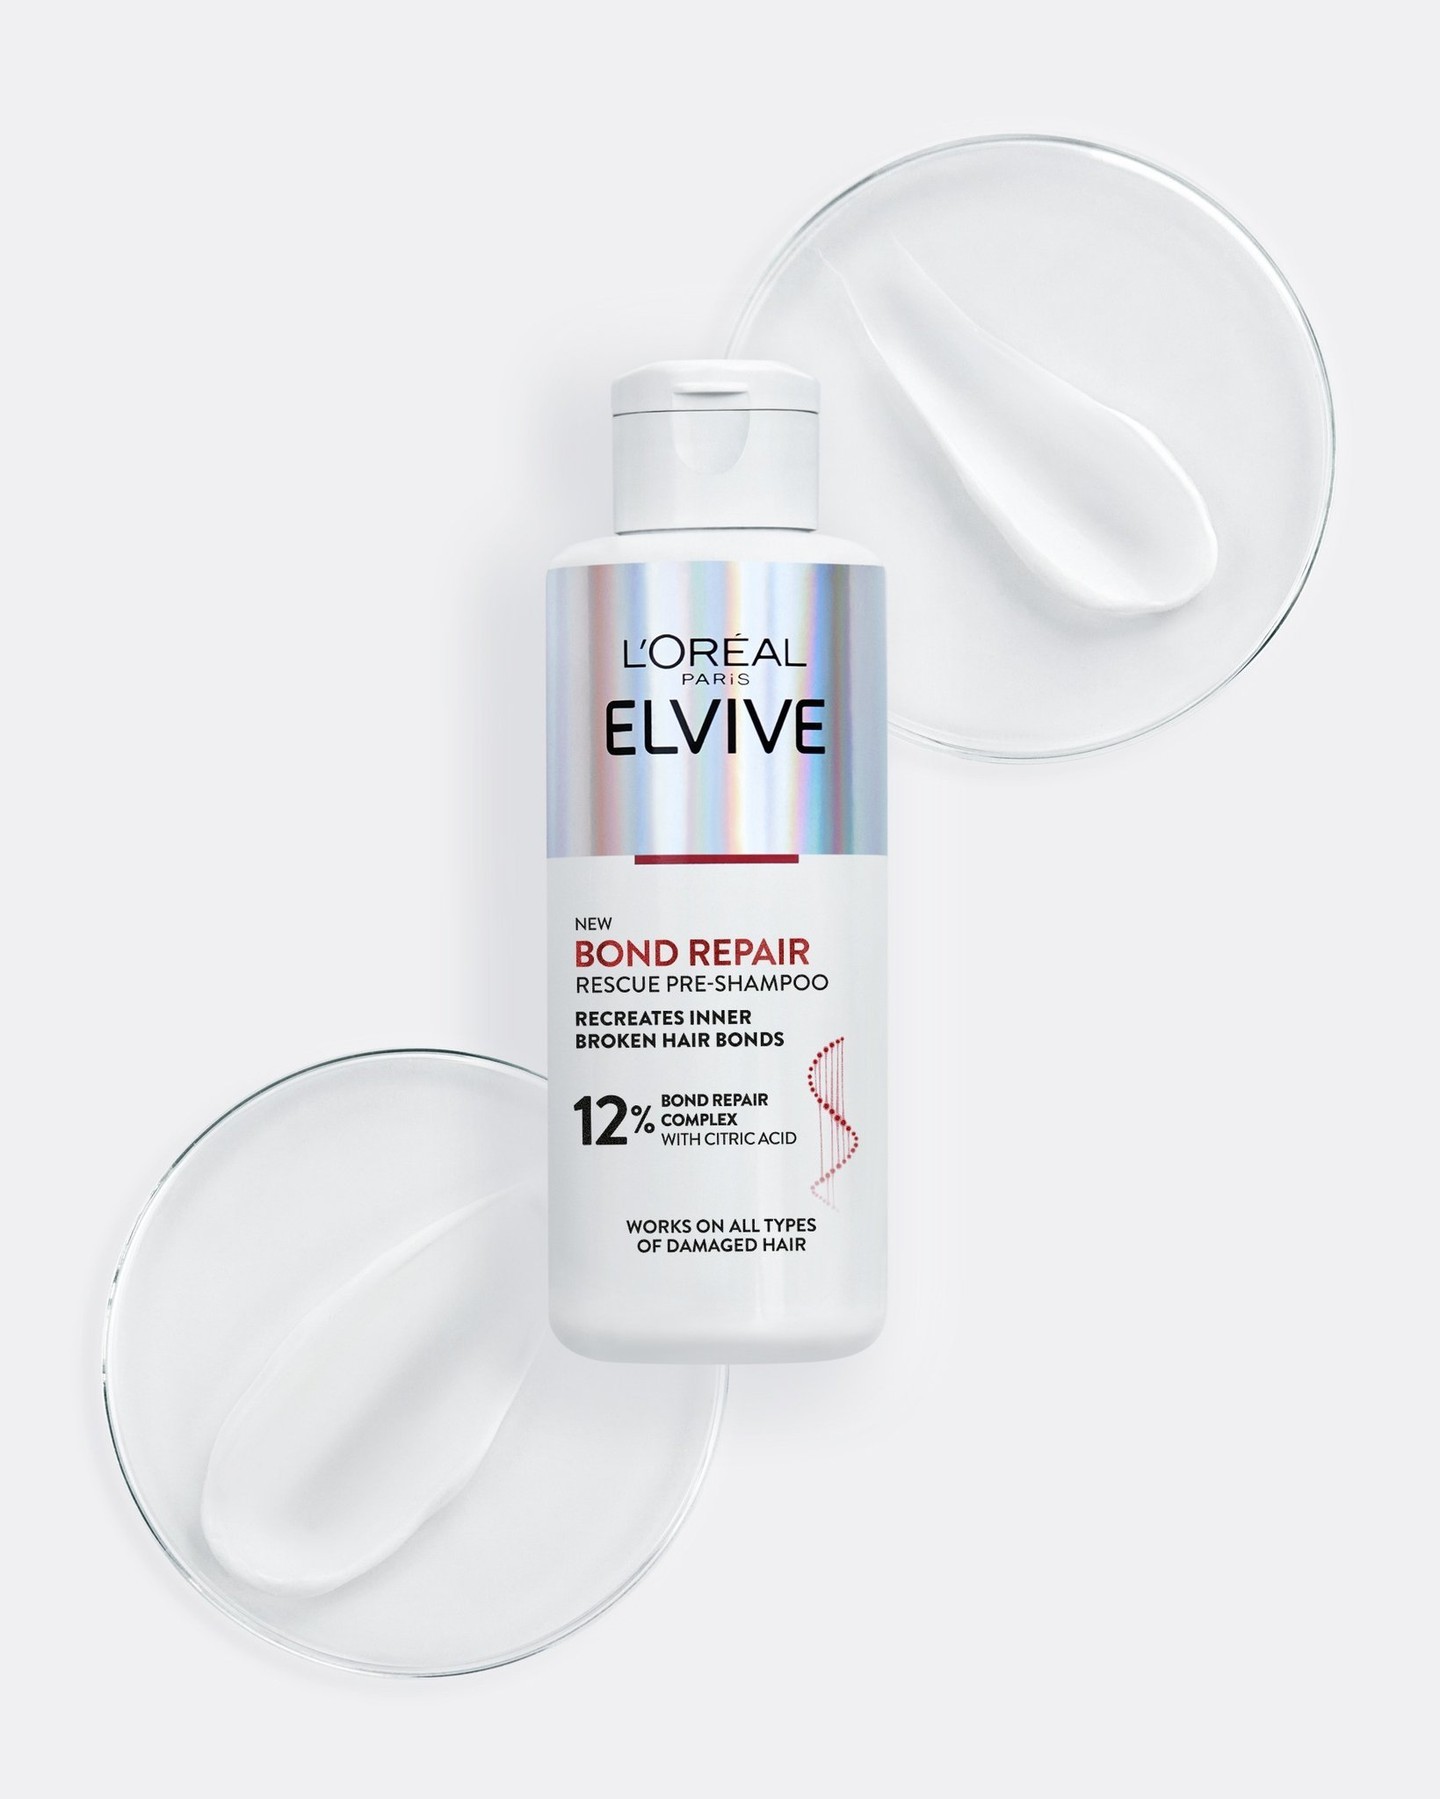 L'ORÉAL
PARiS
ELVIVE
NEW
BOND REPAIR
RESCUE PRE-SHAMPOO
RECREATES INNER
BROKEN HAIR BONDS
12% BOND REPAIR
COMPLEX
WITH CITRIC ACID
WORKS ON ALL TYPES
OF DAMAGED HAIR